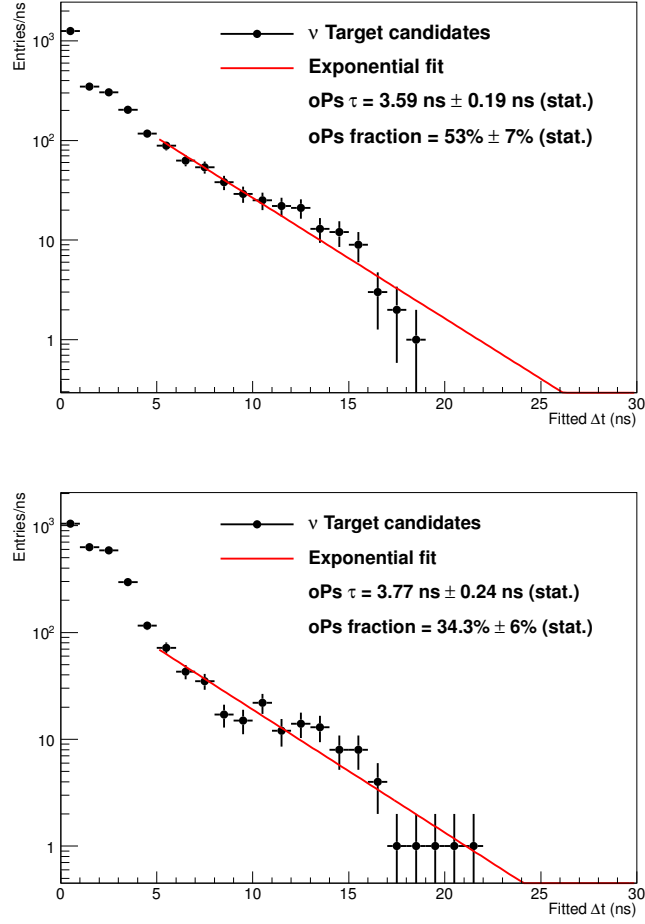 Entries/ns
10³
10²
10
1
ν Target candidates
Exponential fit
oPs τ = 3.59 ns ± 0.19 ns (stat.)
oPs fraction = 53% ± 7% (stat.)
0 5 10 15 20 25 30
Fitted Δt (ns)
Entries/ns
10³
10²
10
1
ν Target candidates
Exponential fit
oPs τ = 3.77 ns ± 0.24 ns (stat.)
oPs fraction = 34.3% ± 6% (stat.)
0 5 10 15 20 25 30
Fitted Δt (ns)